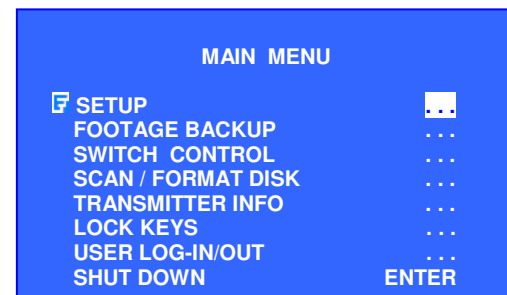 MAIN MENU
SETUP ...
FOOTAGE BACKUP ...
SWITCH CONTROL ...
SCAN / FORMAT DISK ...
TRANSMITTER INFO ...
LOCK KEYS ...
USER LOG-IN/OUT ...
SHUT DOWN ENTER